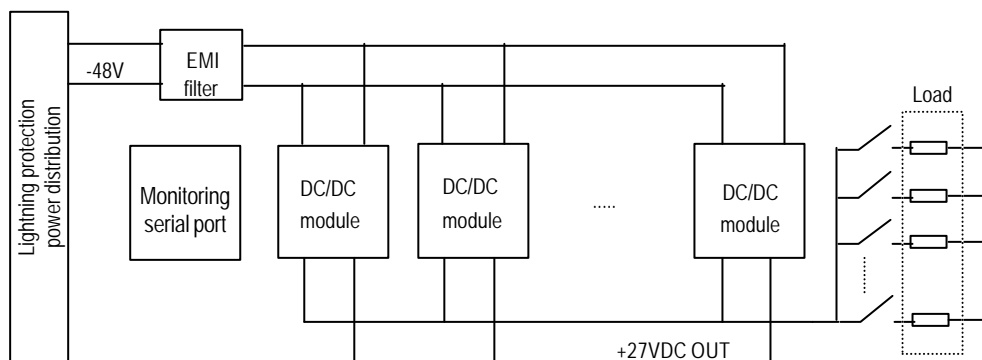 Lightning protection
power distribution
-48V
EMI
filter
Monitoring
serial port
DC/DC
module
DC/DC
module
.....
DC/DC
module
Load
+27VDC OUT